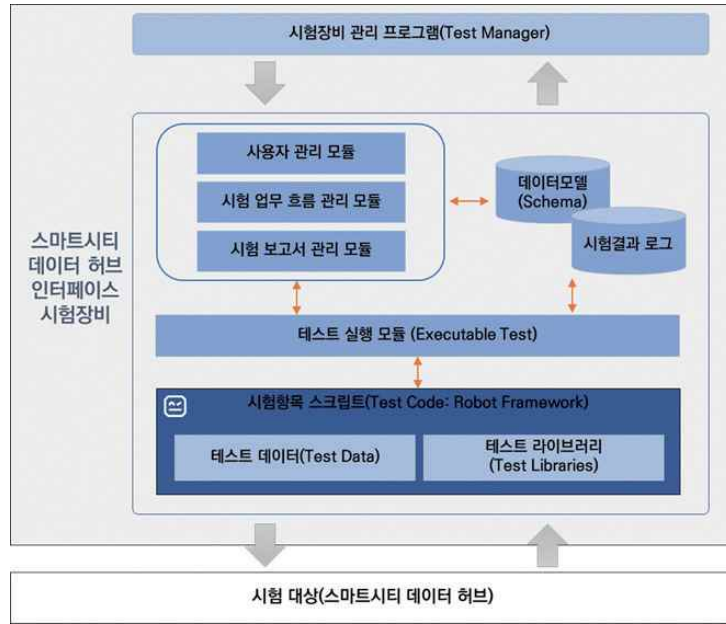 시험장비 관리 프로그램(Test Manager)
사용자 관리 모듈
시험 업무 흐름 관리 모듈
시험 보고서 관리 모듈
데이터모델
(Schema)
시험결과 로그
스마트시티
데이터 허브
인터페이스
시험장비
테스트 실행 모듈 (Executable Test)
시험항목 스크립트(Test Code: Robot Framework)
테스트 데이터(Test Data)
테스트 라이브러리
(Test Libraries)
시험 대상(스마트시티 데이터 허브)